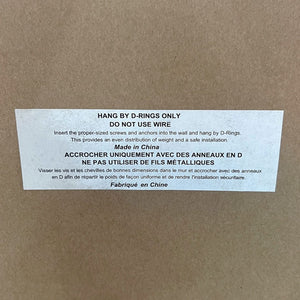 HANG BY D-RINGS ONLY
DO NOT USE WIRE
Insert the proper-sized screws and anchors into the wall and hang by D-Rings.
This provides an even distribution of weight and a safe installation.
Made in China
ACCROCHER UNIQUEMENT AVEC DES ANNEAUX EN D
NE PAS UTILISER DE FILS MÉTALLIQUES
Visser les vis et les chevilles de bonnes dimensions dans le mur et accrocher avec des anneaux
en D afin de répartir le poids de façon uniforme et de rendre l'installation sécuritaire.
Fabriqué en Chine